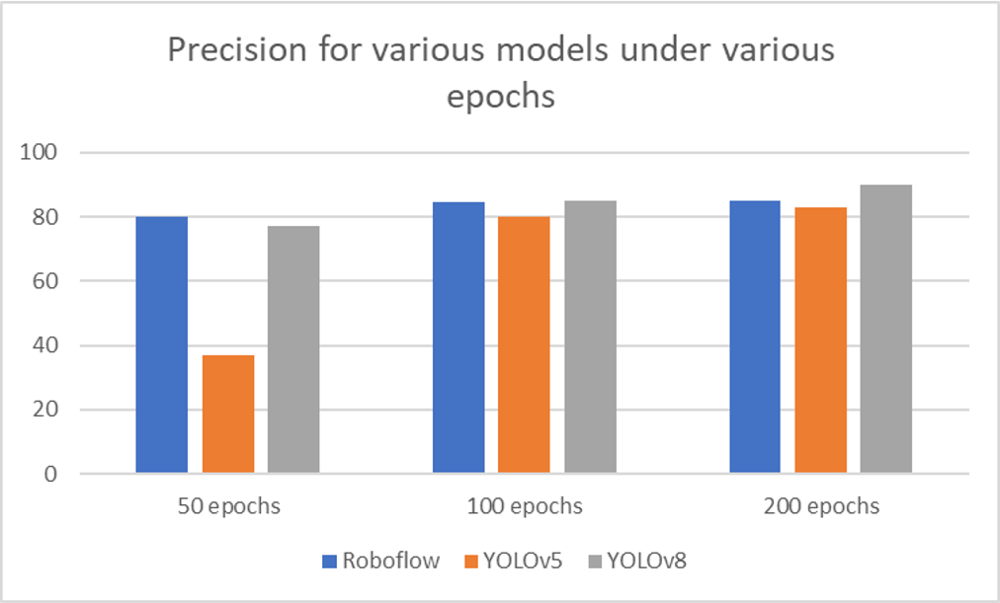 Precision for various models under various
epochs
100
80
60
40
20
0
50 epochs 100 epochs 200 epochs
Roboflow YOLOv5 YOLOv8